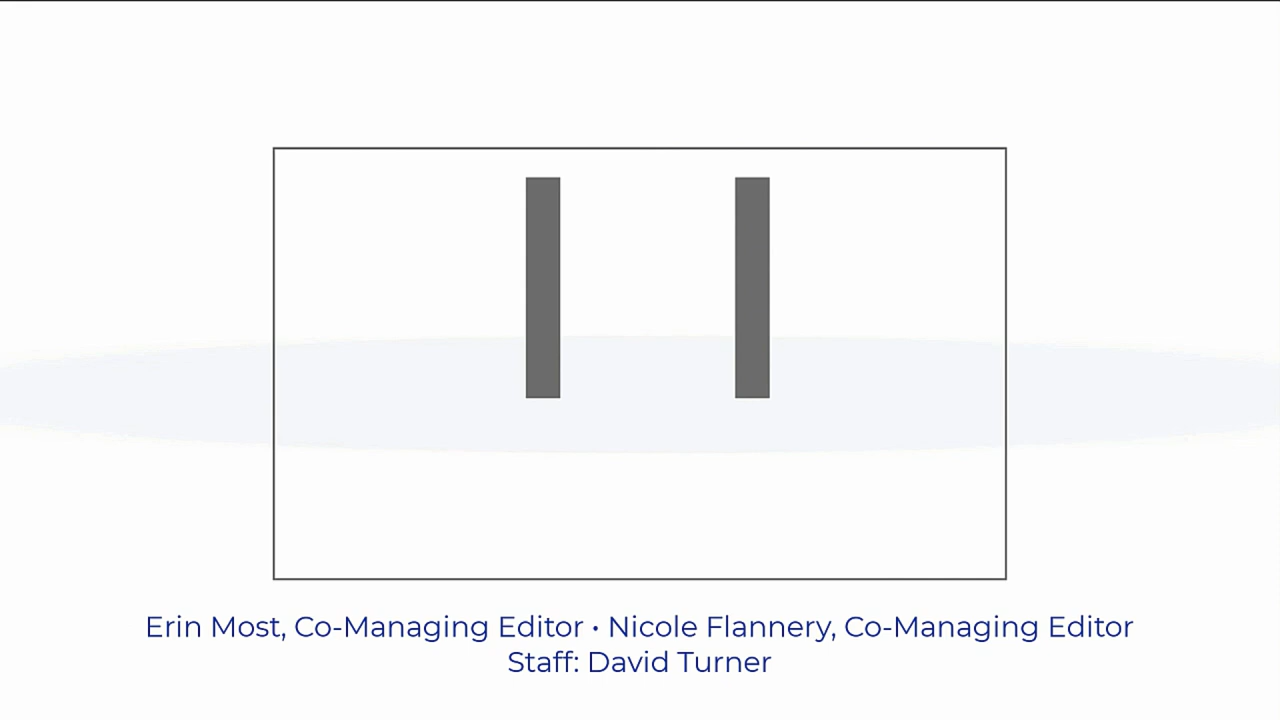 Erin Most, Co-Managing Editor • Nicole Flannery, Co-Managing Editor
Staff: David Turner